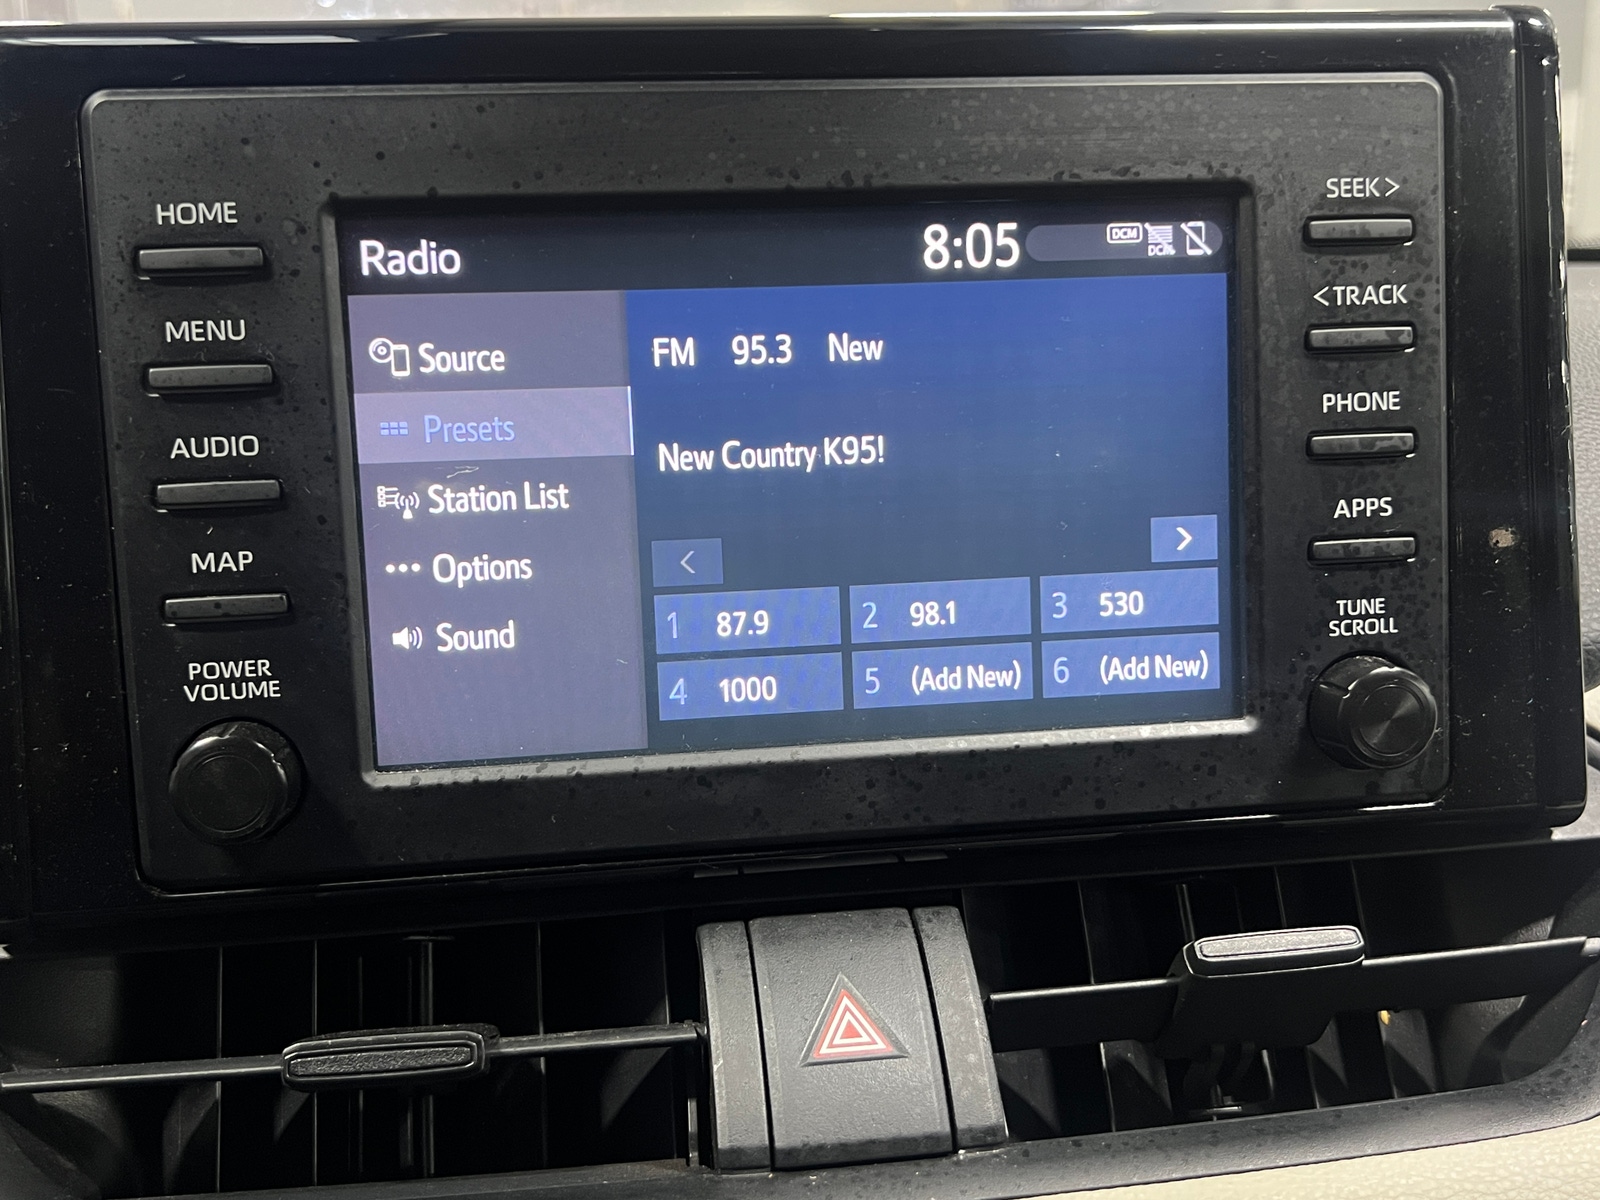 HOME
MENU
AUDIO
MAP
POWER
VOLUME
Radio
8:05
DCM
DCM
Source
Presets
Station List
Options
Sound
FM 95.3 New
New Country K95!
<
>
1 87.9
2 98.1
3 530
4 1000
5 (Add New)
6 (Add New)
SEEK >
< TRACK
PHONE
APPS
TUNE
SCROLL